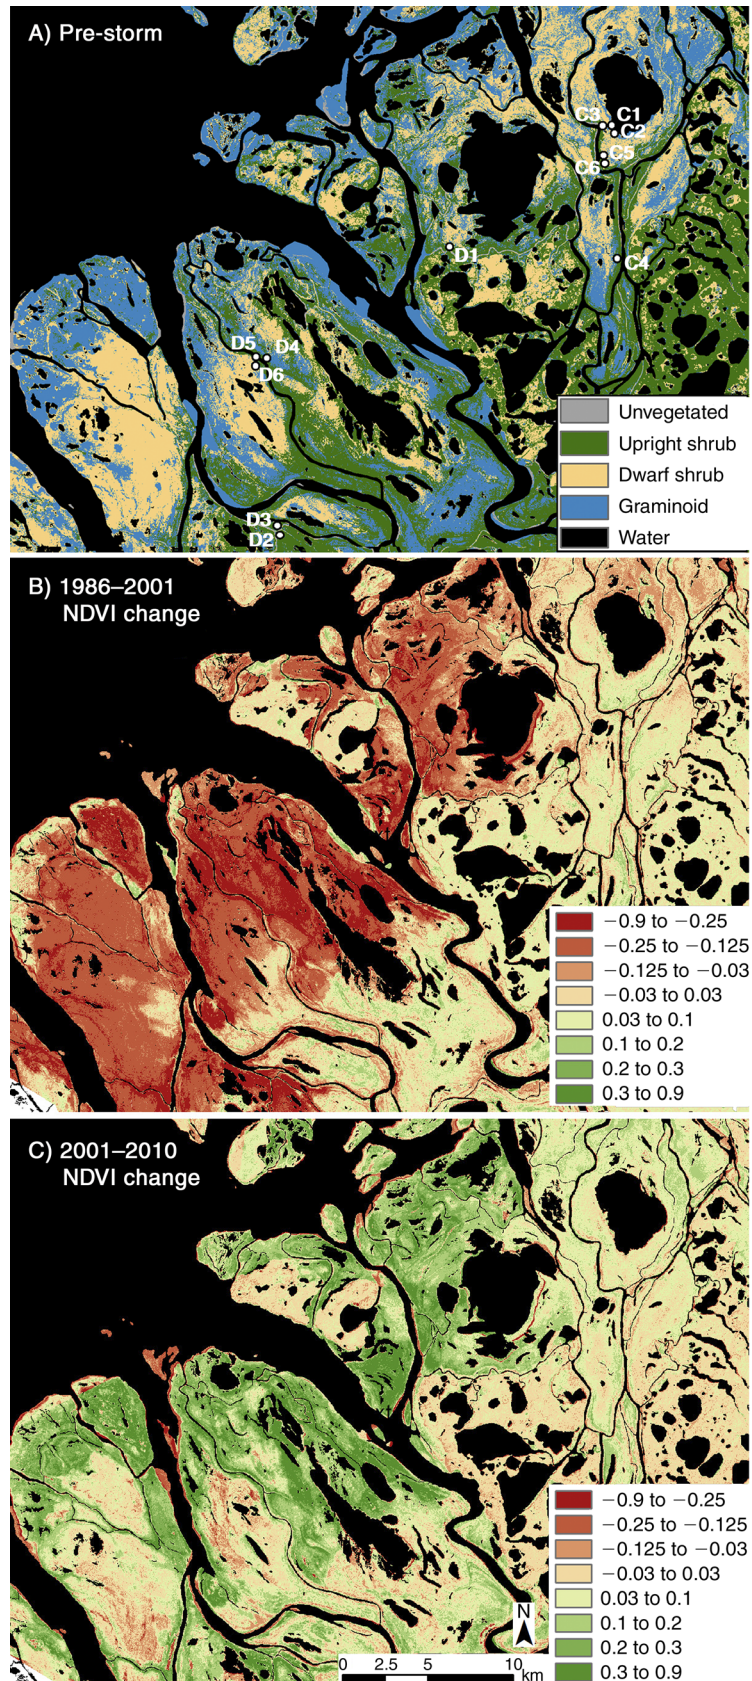 A) Pre-storm
C3
C1
C2
C5
C6
D1
C4
D5
D4
D6
D3
D2
Unvegetated
Upright shrub
Dwarf shrub
Graminoid
Water
B) 1986–2001
NDVI change
−0.9 to −0.25
−0.25 to −0.125
−0.125 to −0.03
−0.03 to 0.03
0.03 to 0.1
0.1 to 0.2
0.2 to 0.3
0.3 to 0.9
C) 2001–2010
NDVI change
−0.9 to −0.25
−0.25 to −0.125
−0.125 to −0.03
−0.03 to 0.03
0.03 to 0.1
0.1 to 0.2
0.2 to 0.3
0.3 to 0.9
N
0 2.5 5 10
km